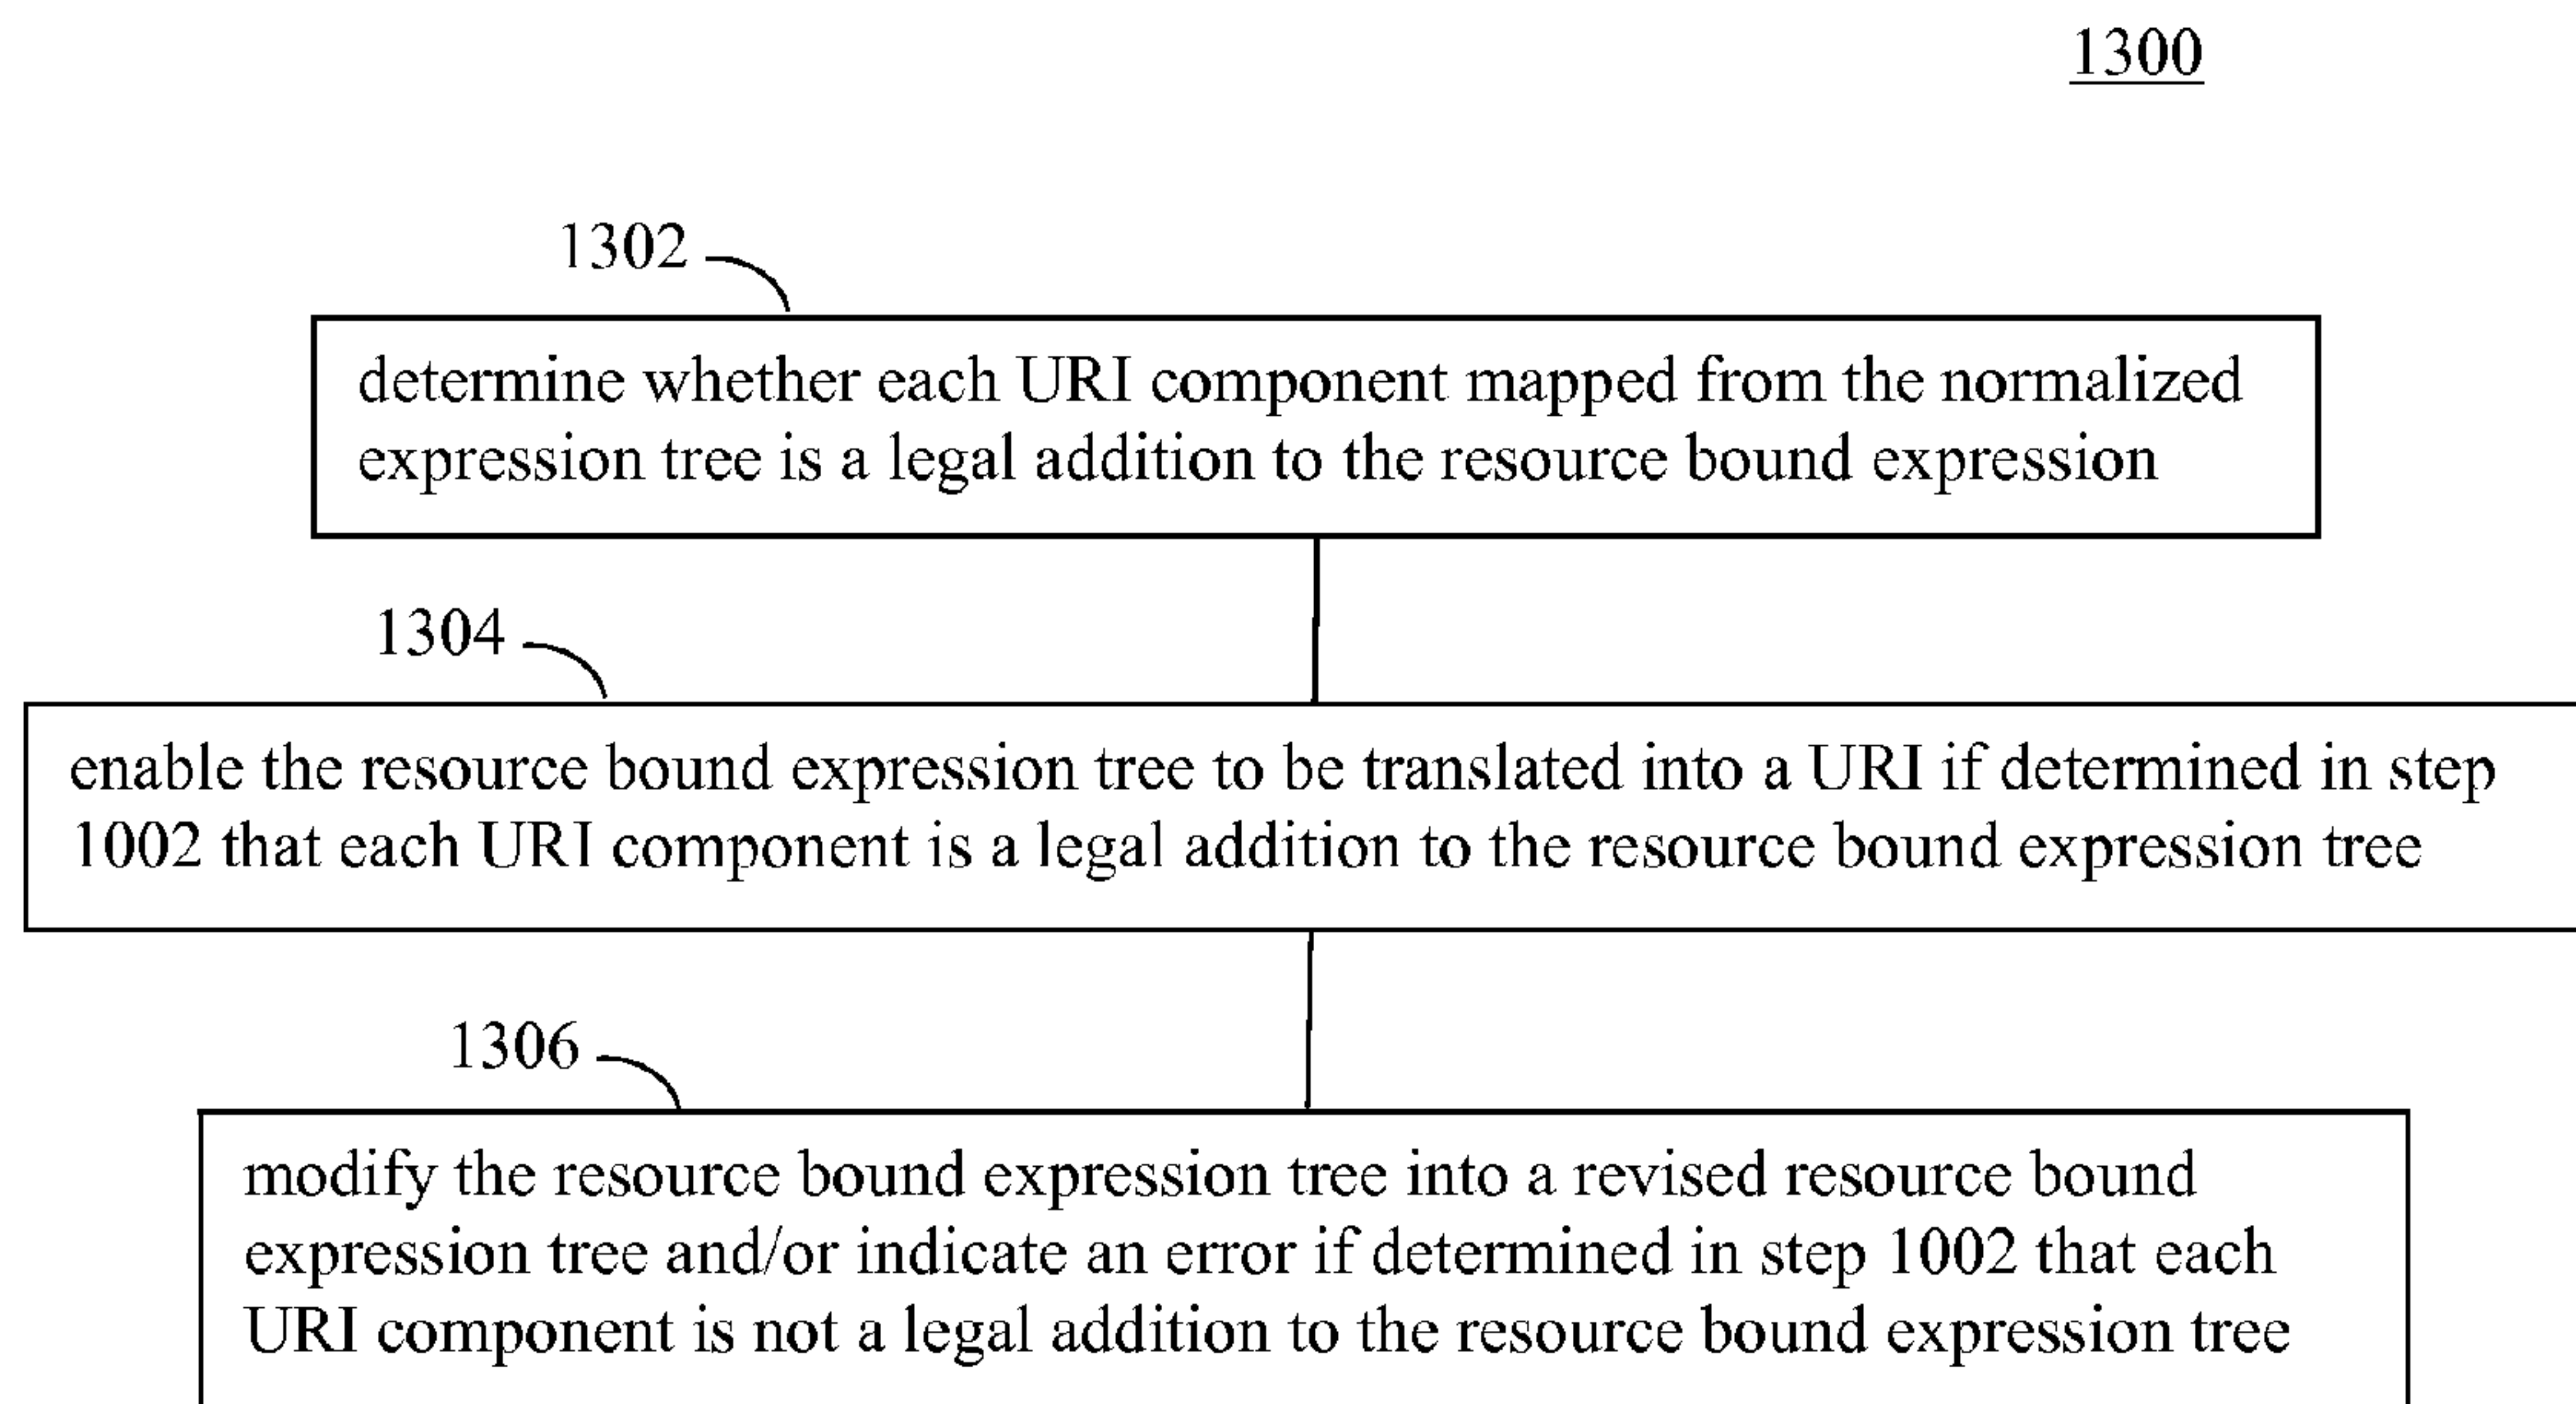 1300
1302
determine whether each URI component mapped from the normalized
expression tree is a legal addition to the resource bound expression
1304
enable the resource bound expression tree to be translated into a URI if determined in step
1002 that each URI component is a legal addition to the resource bound expression tree
1306
modify the resource bound expression tree into a revised resource bound
expression tree and/or indicate an error if determined in step 1002 that each
URI component is not a legal addition to the resource bound expression tree